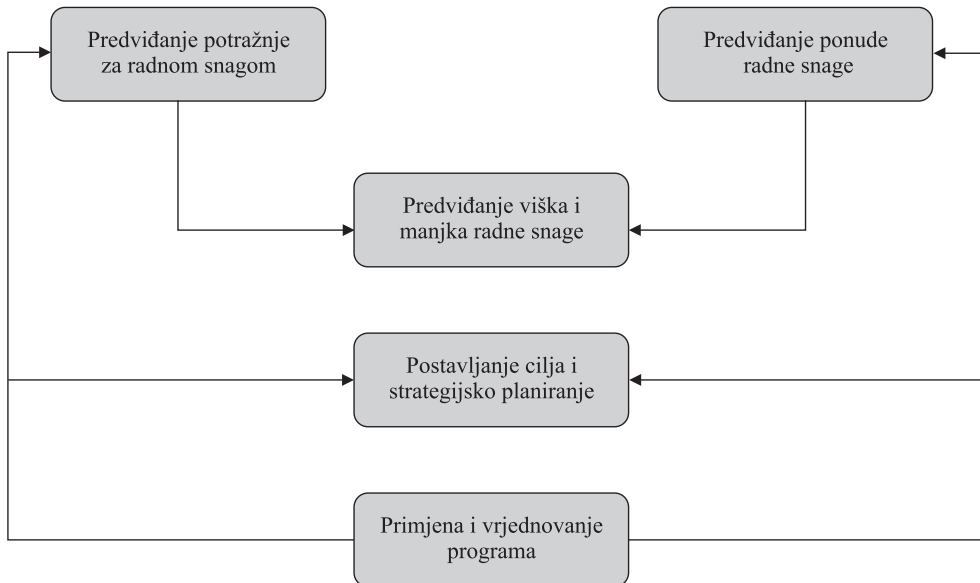 Predviđanje potražnje
za radnom snagom
Predviđanje ponude
radne snage
Predviđanje viška i
manjka radne snage
Postavljanje cilja i
strategijsko planiranje
Primjena i vrjednovanje
programa